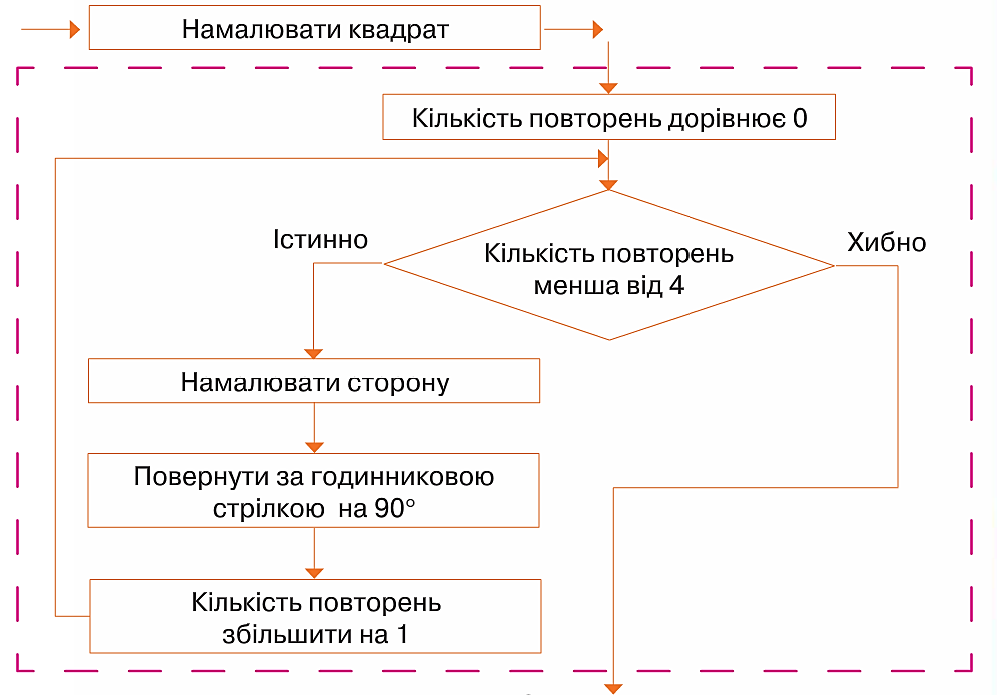 Намалювати квадрат
Кількість повторень дорівнює 0
Істинно
Хибно
Кількість повторень
менша від 4
Намалювати сторону
Повернути за годинниковою
стрілкою на 90°
Кількість повторень
збільшити на 1